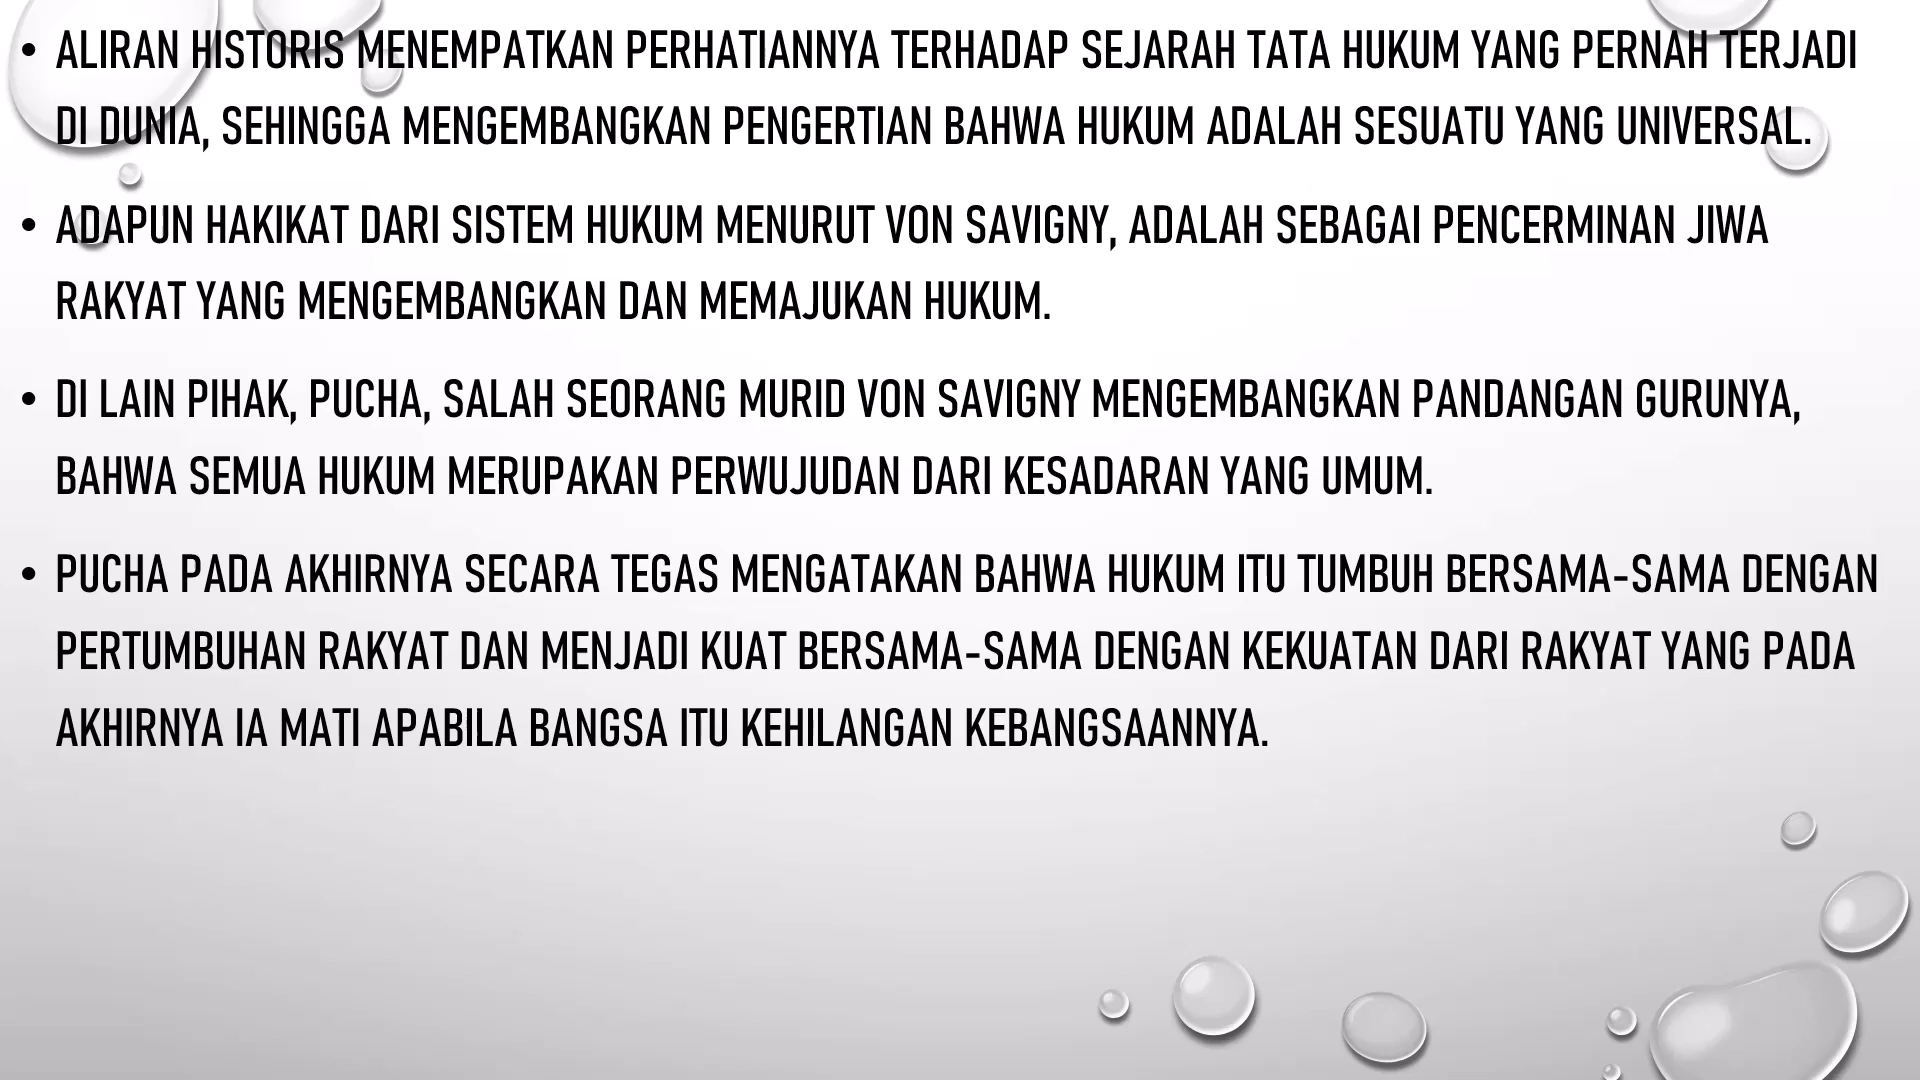 • ALIRAN HISTORIS MENEMPATKAN PERHATIANNYA TERHADAP SEJARAH TATA HUKUM YANG PERNAH TERJADI
DI DUNIA, SEHINGGA MENGEMBANGKAN PENGERTIAN BAHWA HUKUM ADALAH SESUATU YANG UNIVERSAL.
• ADAPUN HAKIKAT DARI SISTEM HUKUM MENURUT VON SAVIGNY, ADALAH SEBAGAI PENCERMINAN JIWA
RAKYAT YANG MENGEMBANGKAN DAN MEMAJUKAN HUKUM.
• DI LAIN PIHAK, PUCHA, SALAH SEORANG MURID VON SAVIGNY MENGEMBANGKAN PANDANGAN GURUNYA,
BAHWA SEMUA HUKUM MERUPAKAN PERWUJUDAN DARI KESADARAN YANG UMUM.
• PUCHA PADA AKHIRNYA SECARA TEGAS MENGATAKAN BAHWA HUKUM ITU TUMBUH BERSAMA-SAMA DENGAN
PERTUMBUHAN RAKYAT DAN MENJADI KUAT BERSAMA-SAMA DENGAN KEKUATAN DARI RAKYAT YANG PADA
AKHIRNYA IA MATI APABILA BANGSA ITU KEHILANGAN KEBANGSAANNYA.